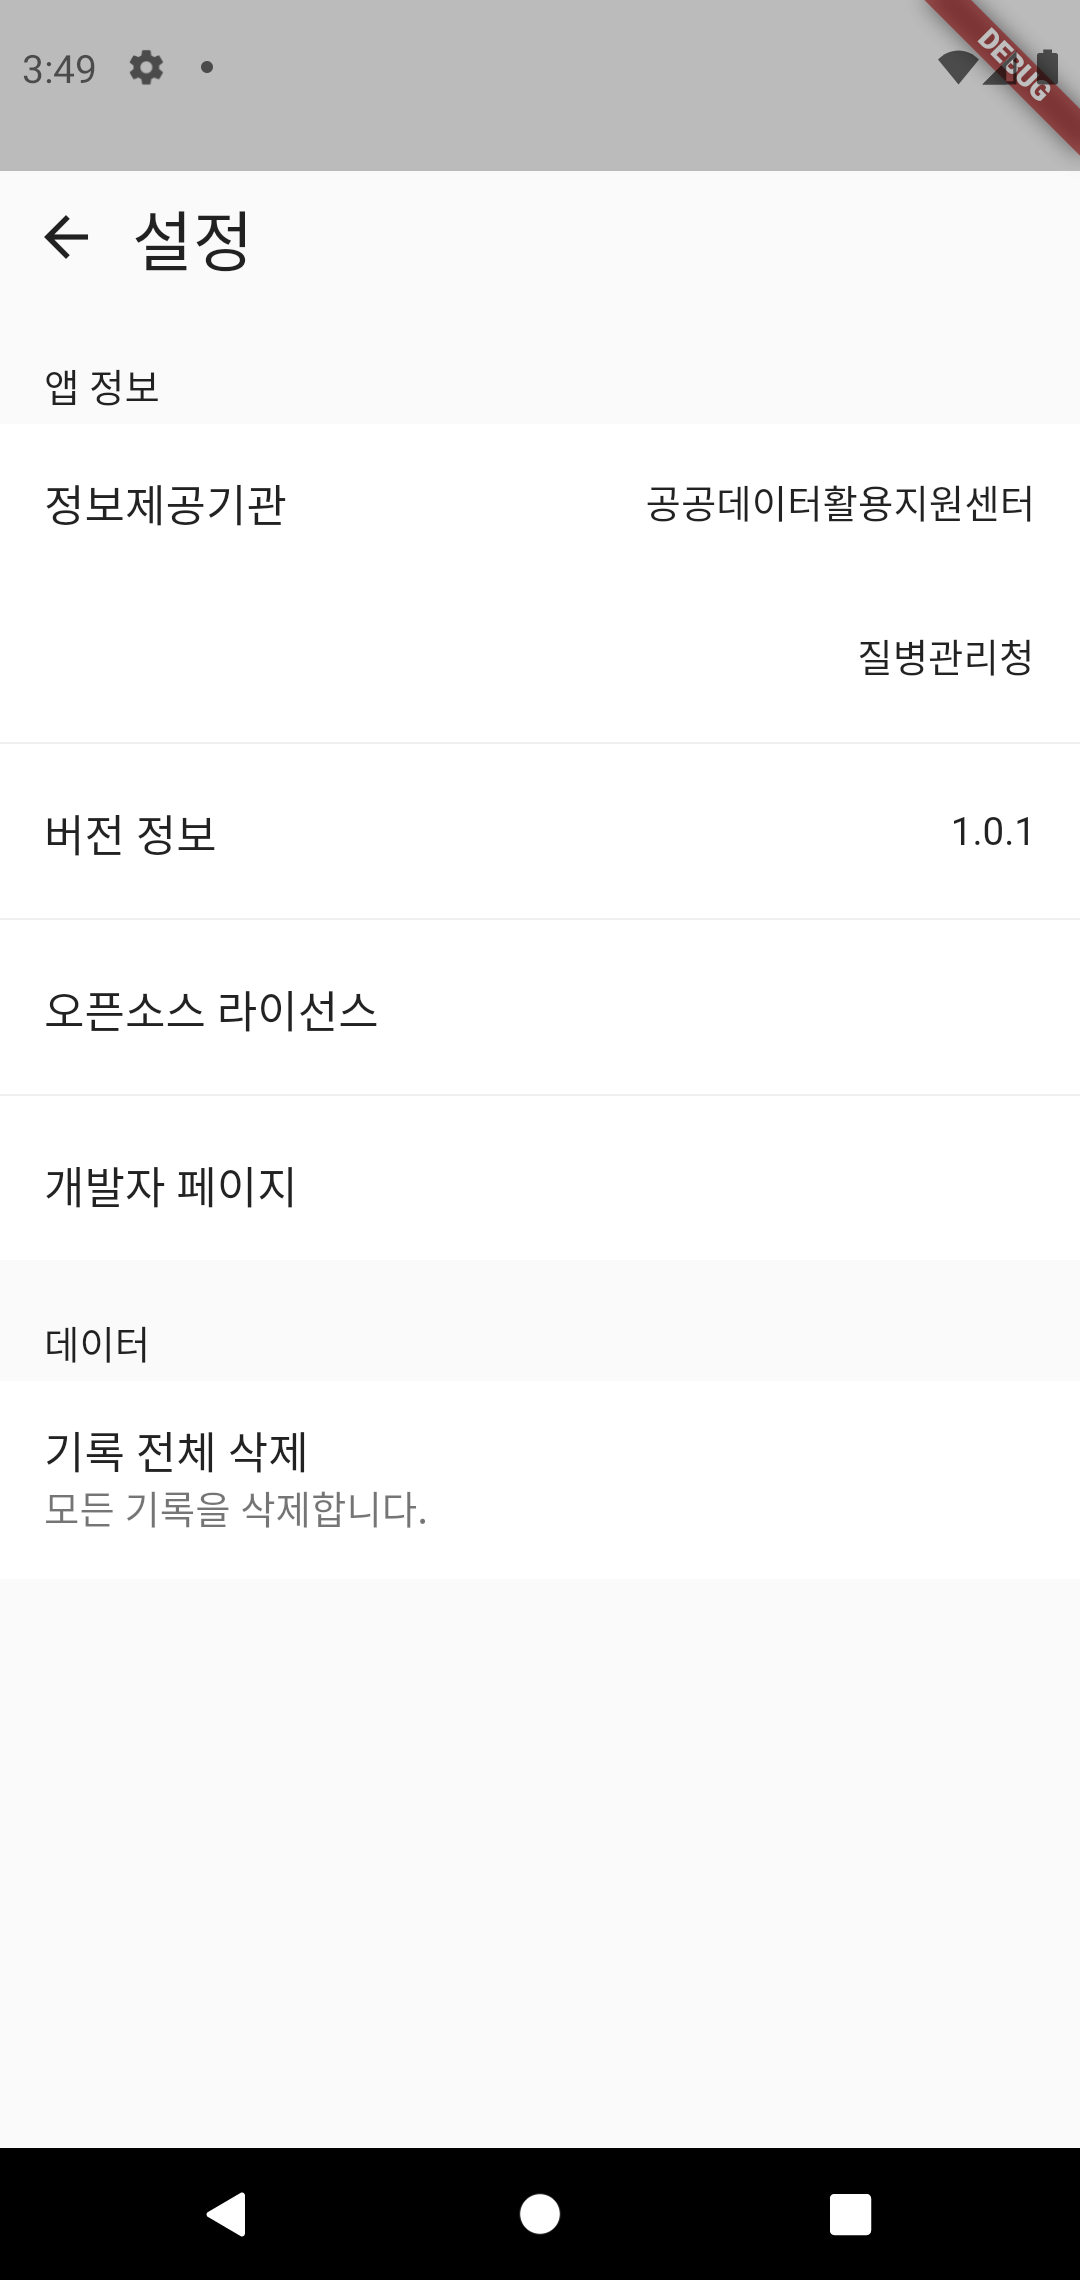 3:49
DEBUG
설정
앱 정보
정보제공기관 공공데이터활용지원센터
질병관리청
버전 정보 1.0.1
오픈소스 라이선스
개발자 페이지
데이터
기록 전체 삭제
모든 기록을 삭제합니다.